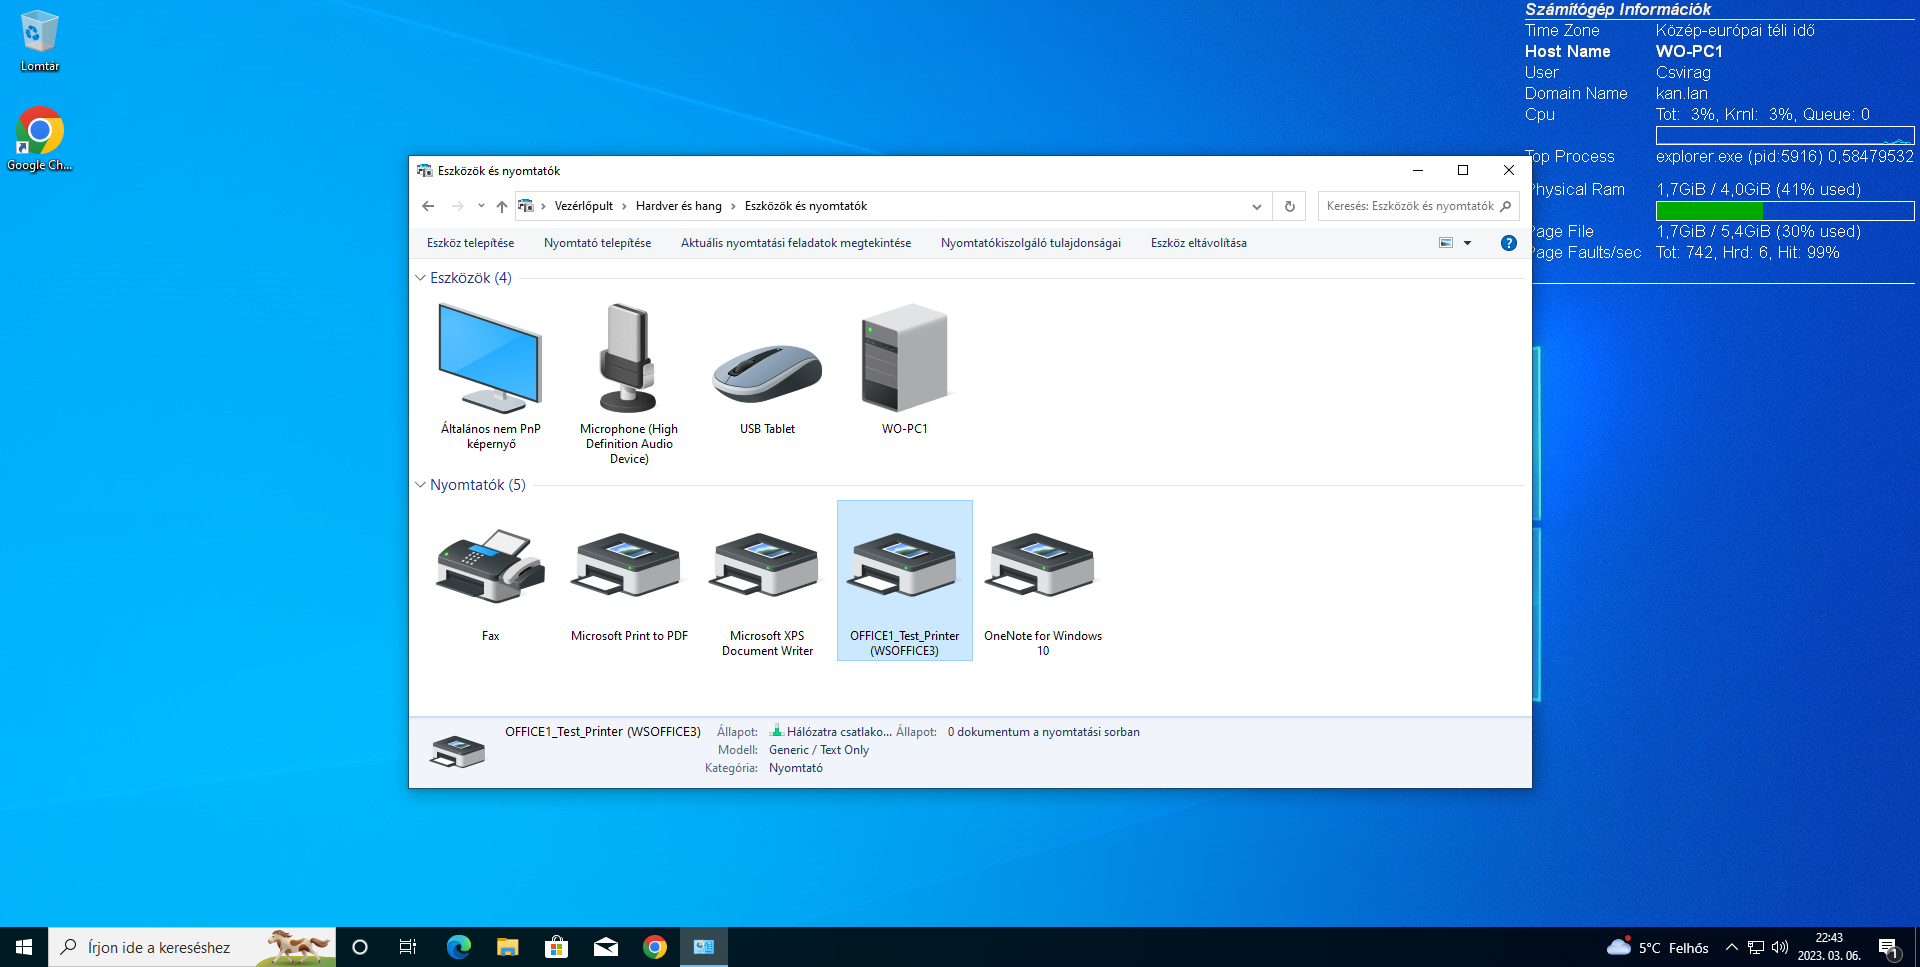 Lomtár
Google Ch...
Számítógép Információk
Time Zone Közép-európai téli idő
Host Name WO-PC1
User Csvirag
Domain Name kan.lan
Cpu Tot: 3%, Krnl: 3%, Queue: 0
Top Process explorer.exe (pid:5916) 0,58479532
Physical Ram 1,7GiB / 4,0GiB (41% used)
Page File 1,7GiB / 5,4GiB (30% used)
Page Faults/sec Tot: 742, Hrd: 6, Hit: 99%
Eszközök és nyomtatók
Vezérlőpult › Hardver és hang › Eszközök és nyomtatók
Keresés: Eszközök és nyomtatók
Eszköz telepítése Nyomtató telepítése Aktuális nyomtatási feladatok megtekintése Nyomtatókiszolgáló tulajdonságai Eszköz eltávolítása
?
Eszközök (4)
Általános nem PnP
képernyő
Microphone (High
Definition Audio
Device)
USB Tablet
WO-PC1
Nyomtatók (5)
Fax
Microsoft Print to PDF
Microsoft XPS
Document Writer
OFFICE1_Test_Printer
(WSOFFICE3)
OneNote for Windows
10
OFFICE1_Test_Printer (WSOFFICE3) Állapot: Hálózatra csatlako... Állapot: 0 dokumentum a nyomtatási sorban
Modell: Generic / Text Only
Kategória: Nyomtató
Írjon ide a kereséshez
5°C Felhős
22:43
2023. 03. 06.
1